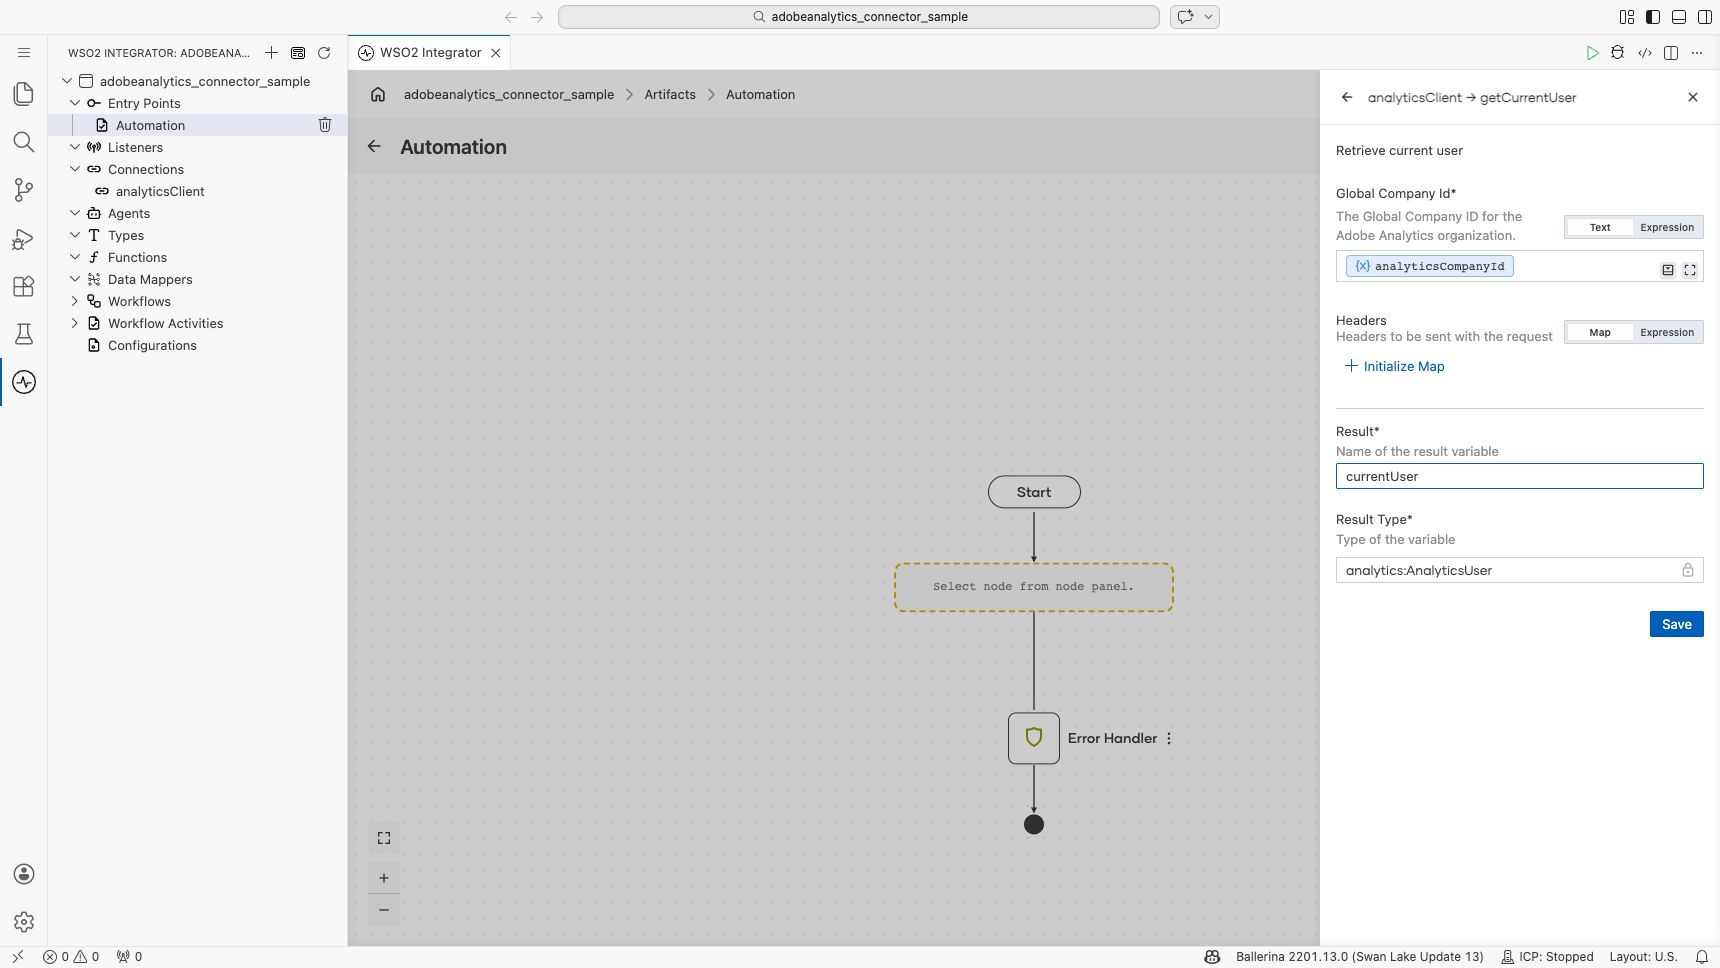 adobeanalytics_connector_sample
WSO2 INTEGRATOR: ADOBEANA...
adobeanalytics_connector_sample
Entry Points
Automation
Listeners
Connections
analyticsClient
Agents
Types
Functions
Data Mappers
Workflows
Workflow Activities
Configurations
WSO2 Integrator
adobeanalytics_connector_sample
Artifacts
Automation
Automation
Start
Select node from node panel.
Error Handler
analyticsClient → getCurrentUser
Retrieve current user
Global Company Id*
The Global Company ID for the
Adobe Analytics organization.
Text Expression
{x} analyticsCompanyId
Headers
Headers to be sent with the request
Map Expression
Initialize Map
Result*
Name of the result variable
currentUser
Result Type*
Type of the variable
analytics:AnalyticsUser
Save
0 0 0
Ballerina 2201.13.0 (Swan Lake Update 13)
ICP: Stopped
Layout: U.S.